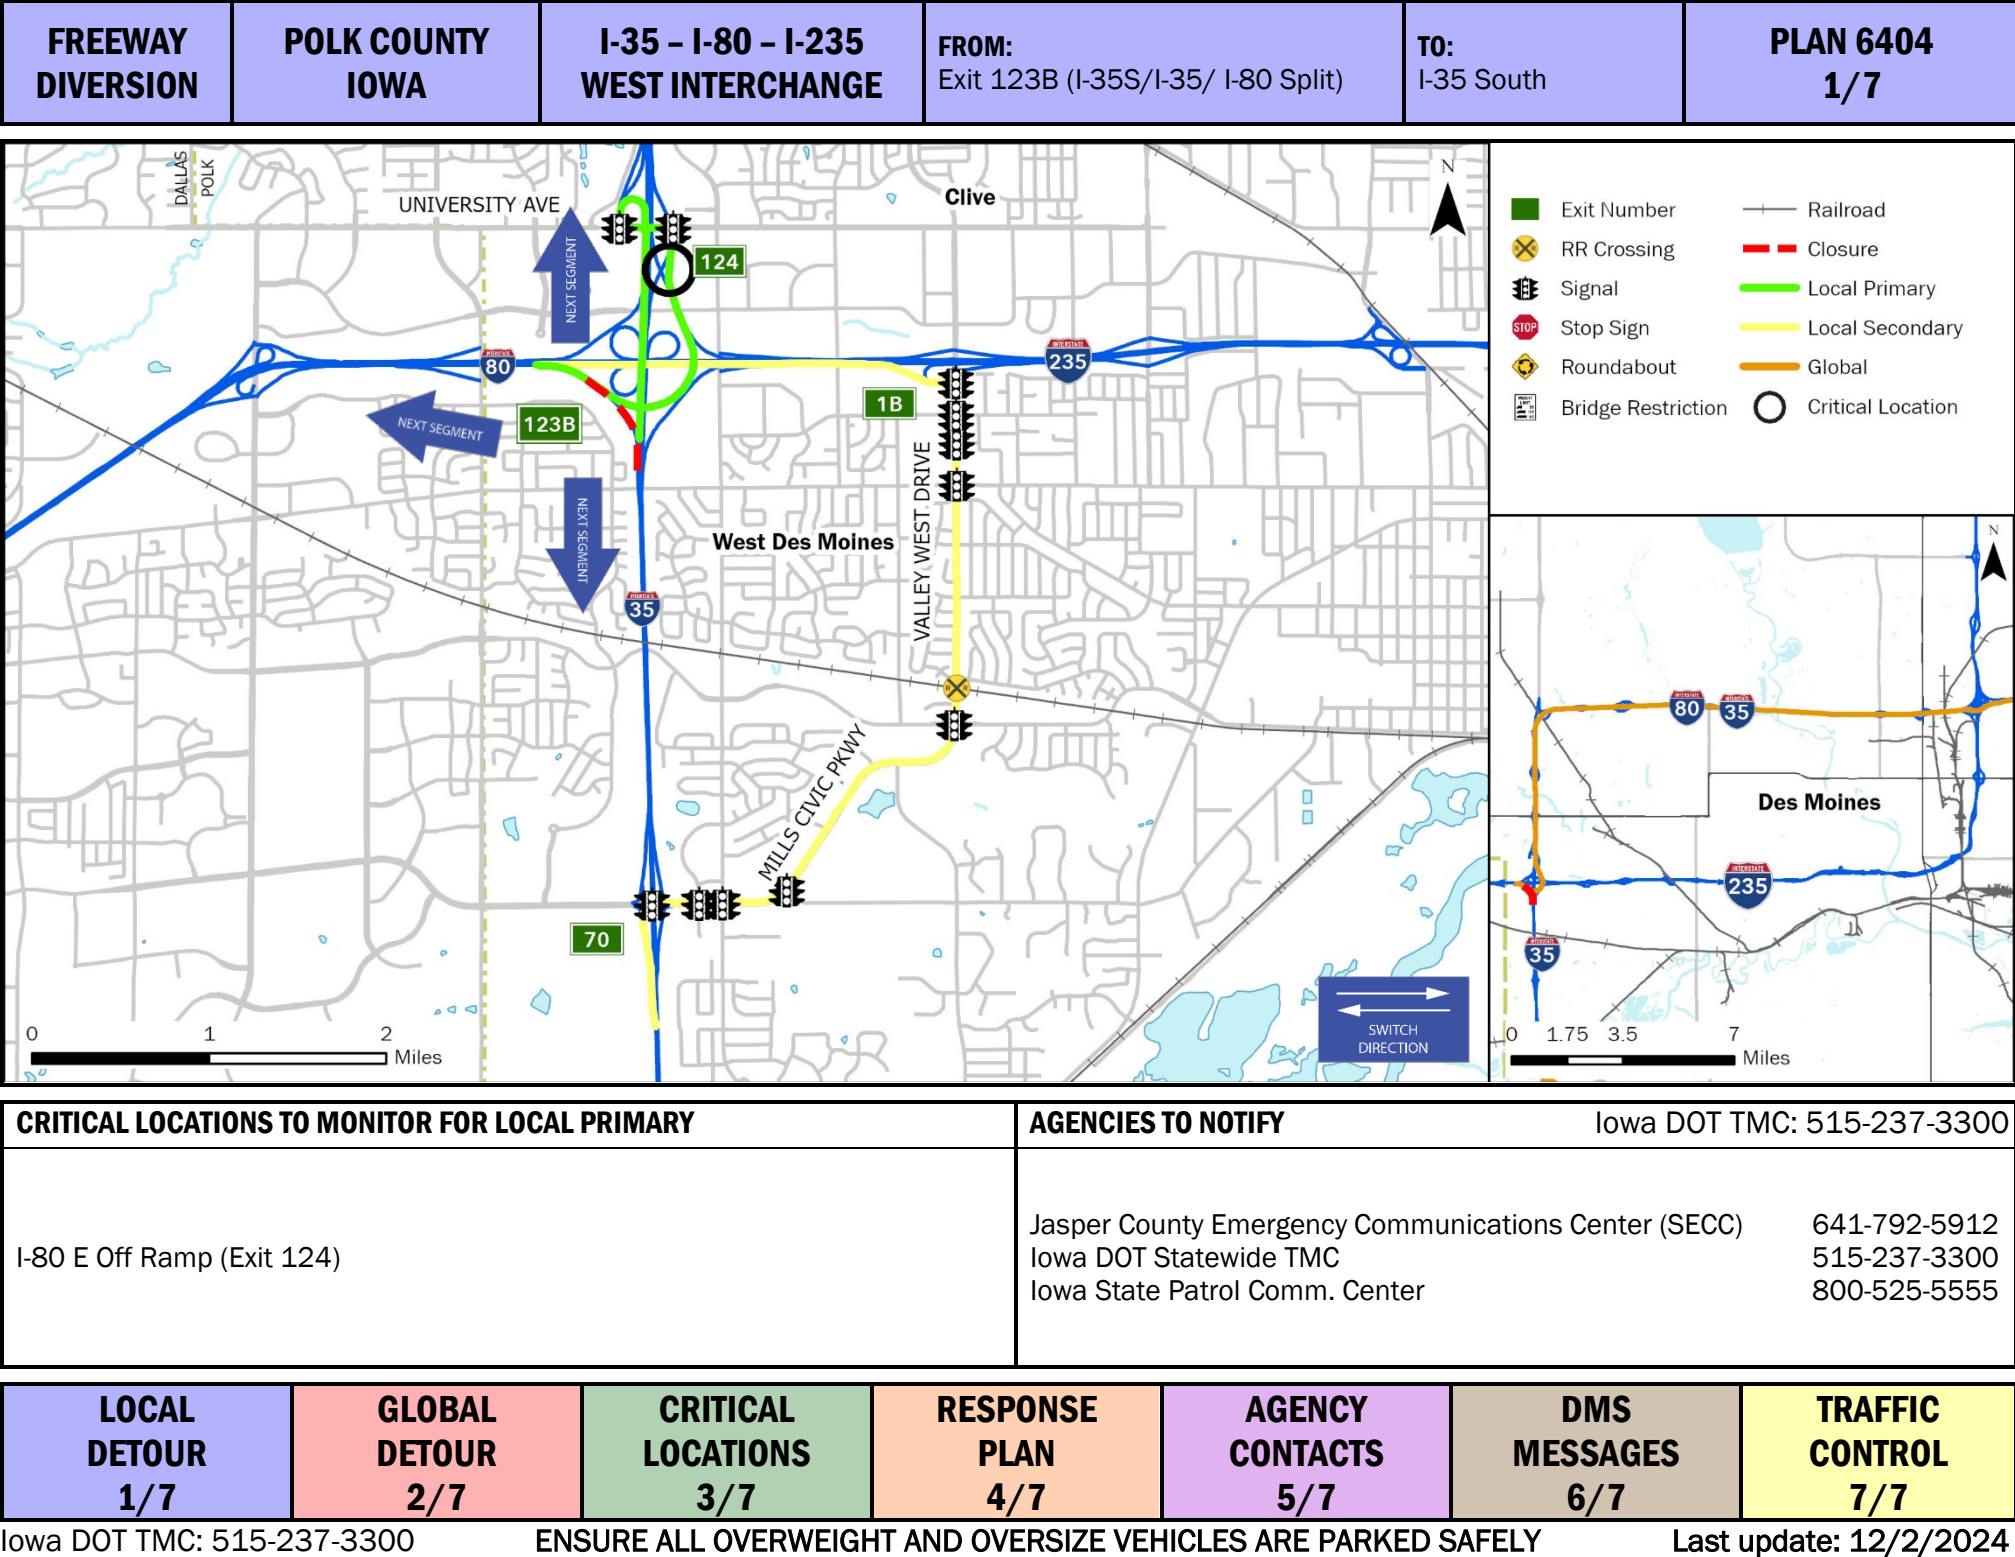 FREEWAY
DIVERSION
POLK COUNTY
IOWA
I-35 – I-80 – I-235
WEST INTERCHANGE
FROM:
Exit 123B (I-35S/I-35/ I-80 Split)
TO:
I-35 South
PLAN 6404
1/7
DALLAS
POLK
UNIVERSITY AVE
Clive
N
NEXT SEGMENT
124
INTERSTATE
80
INTERSTATE
235
1B
123B
NEXT SEGMENT
NEXT SEGMENT
VALLEY WEST DRIVE
West Des Moines
INTERSTATE
35
R R
MILLS CIVIC PKWY
70
0 1 2
Miles
SWITCH
DIRECTION
Exit Number
Railroad
RR Crossing
Closure
Signal
Local Primary
STOP
Stop Sign
Local Secondary
Roundabout
Global
Bridge Restriction
Critical Location
N
INTERSTATE
80
INTERSTATE
35
Des Moines
INTERSTATE
235
INTERSTATE
35
0 1.75 3.5 7
Miles
CRITICAL LOCATIONS TO MONITOR FOR LOCAL PRIMARY
I-80 E Off Ramp (Exit 124)
AGENCIES TO NOTIFY Iowa DOT TMC: 515-237-3300
Jasper County Emergency Communications Center (SECC) 641-792-5912
Iowa DOT Statewide TMC 515-237-3300
Iowa State Patrol Comm. Center 800-525-5555
LOCAL
DETOUR
1/7
GLOBAL
DETOUR
2/7
CRITICAL
LOCATIONS
3/7
RESPONSE
PLAN
4/7
AGENCY
CONTACTS
5/7
DMS
MESSAGES
6/7
TRAFFIC
CONTROL
7/7
Iowa DOT TMC: 515-237-3300 ENSURE ALL OVERWEIGHT AND OVERSIZE VEHICLES ARE PARKED SAFELY Last update: 12/2/2024